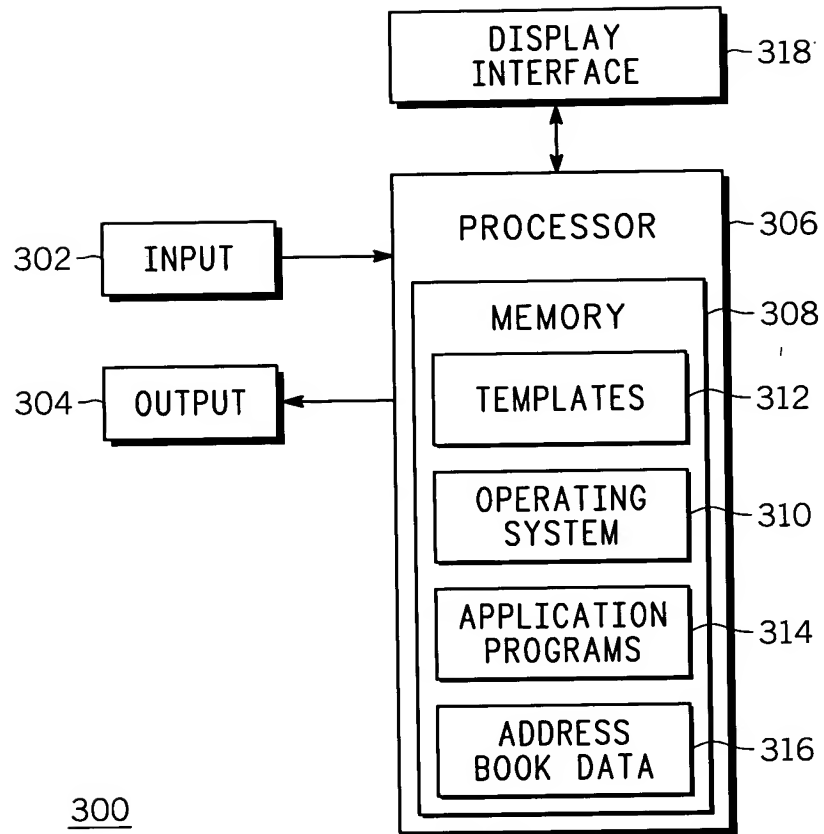 DISPLAY
INTERFACE
318
PROCESSOR
306
302
INPUT
MEMORY
308
304
OUTPUT
TEMPLATES
312
OPERATING
SYSTEM
310
APPLICATION
PROGRAMS
314
ADDRESS
BOOK DATA
316
300